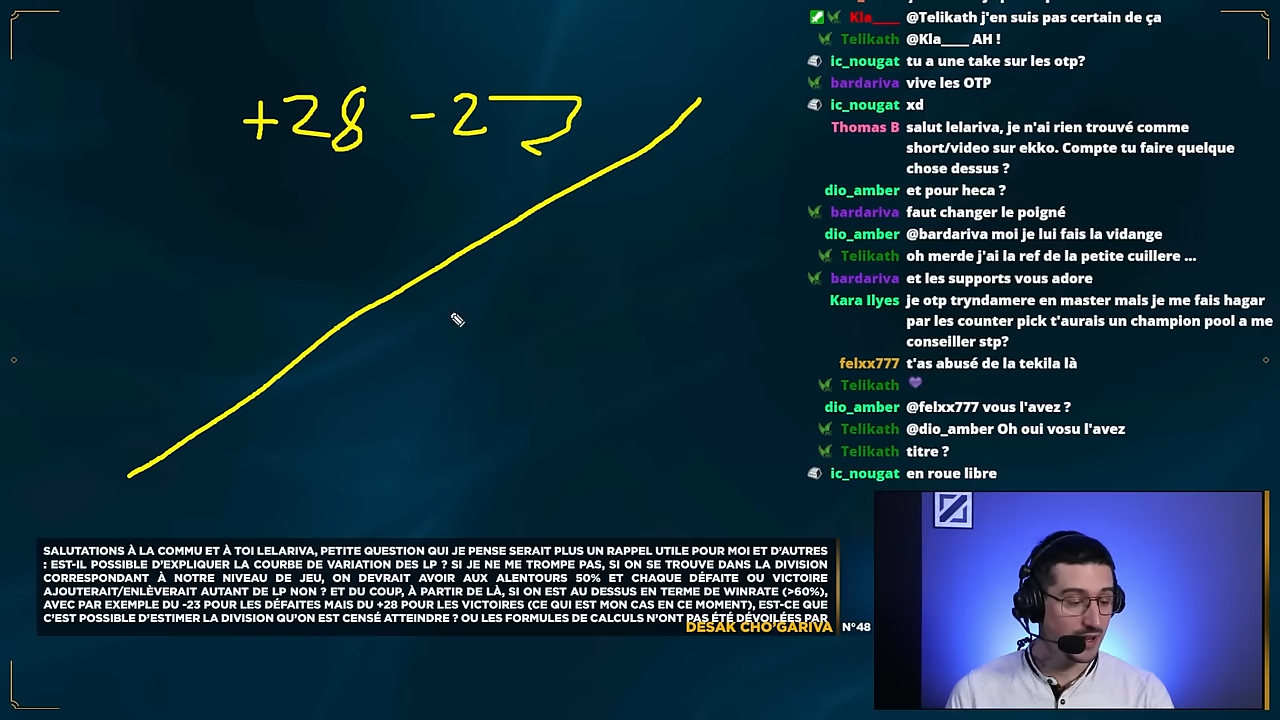 +28 -23
@Telikath j'en suis pas certain de ça
Kla____
Telikath @Kla____ AH !
ic_nougat tu a une take sur les otp?
bardariva vive les OTP
ic_nougat xd
Thomas B salut lelariva, je n'ai rien trouvé comme
short/video sur ekko. Compte tu faire quelque
chose dessus ?
dio_amber et pour heca ?
bardariva faut changer le poigné
dio_amber @bardariva moi je lui fais la vidange
Telikath oh merde j'ai la ref de la petite cuillere ...
bardariva et les supports vous adore
Kara Ilyes je otp tryndamere en master mais je me fais hagar
par les counter pick t'aurais un champion pool a me
conseiller stp?
felxx777 t'as abusé de la tekila là
Telikath 💜
dio_amber @felxx777 vous l'avez ?
Telikath @dio_amber Oh oui vosu l'avez
Telikath titre ?
ic_nougat en roue libre
SALUTATIONS À LA COMMU ET À TOI LELARIVA, PETITE QUESTION QUI JE PENSE SERAIT PLUS UN RAPPEL UTILE POUR MOI ET D'AUTRES
: EST-IL POSSIBLE D'EXPLIQUER LA COURBE DE VARIATION DES LP ? SI JE NE ME TROMPE PAS, SI ON SE TROUVE DANS LA DIVISION
CORRESPONDANT À NOTRE NIVEAU DE JEU, ON DEVRAIT AVOIR AUX ALENTOURS 50% ET CHAQUE DÉFAITE OU VICTOIRE
AJOUTERAIT/ENLÈVERAIT AUTANT DE LP NON ? ET DU COUP, À PARTIR DE LÀ, SI ON EST AU DESSUS EN TERME DE WINRATE (>60%),
AVEC PAR EXEMPLE DU -23 POUR LES DÉFAITES MAIS DU +28 POUR LES VICTOIRES (CE QUI EST MON CAS EN CE MOMENT), EST-CE QUE
C'EST POSSIBLE D'ESTIMER LA DIVISION QU'ON EST CENSÉ ATTEINDRE ? OU LES FORMULES DE CALCULS N'ONT PAS ÉTÉ DÉVOILÉES PAR
DESAK CHO'GARIVA N°48